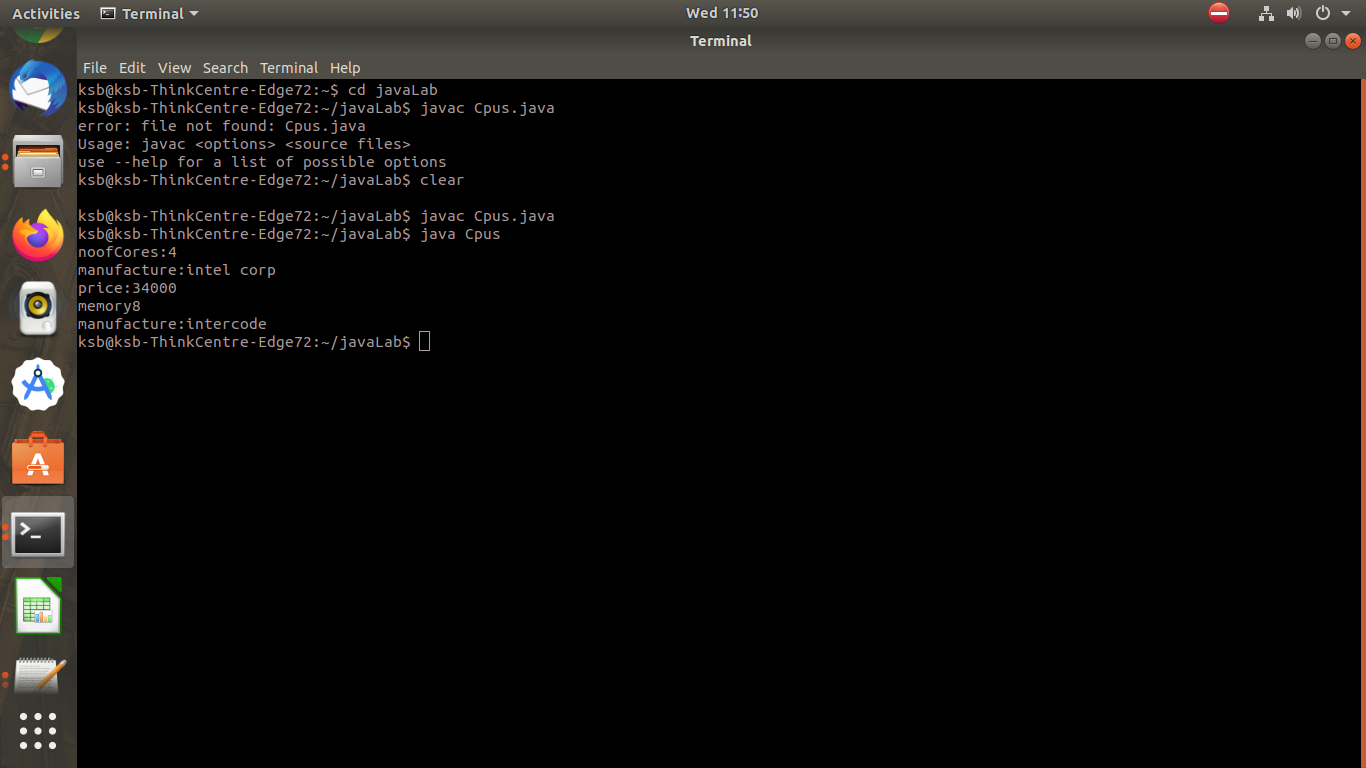 Activities Terminal Wed 11:50
Terminal
File Edit View Search Terminal Help
ksb@ksb-ThinkCentre-Edge72:~$ cd javaLab
ksb@ksb-ThinkCentre-Edge72:~/javaLab$ javac Cpus.java
error: file not found: Cpus.java
Usage: javac <options> <source files>
use --help for a list of possible options
ksb@ksb-ThinkCentre-Edge72:~/javaLab$ clear
ksb@ksb-ThinkCentre-Edge72:~/javaLab$ javac Cpus.java
ksb@ksb-ThinkCentre-Edge72:~/javaLab$ java Cpus
noofCores:4
manufacture:intel corp
price:34000
memory8
manufacture:intercode
ksb@ksb-ThinkCentre-Edge72:~/javaLab$